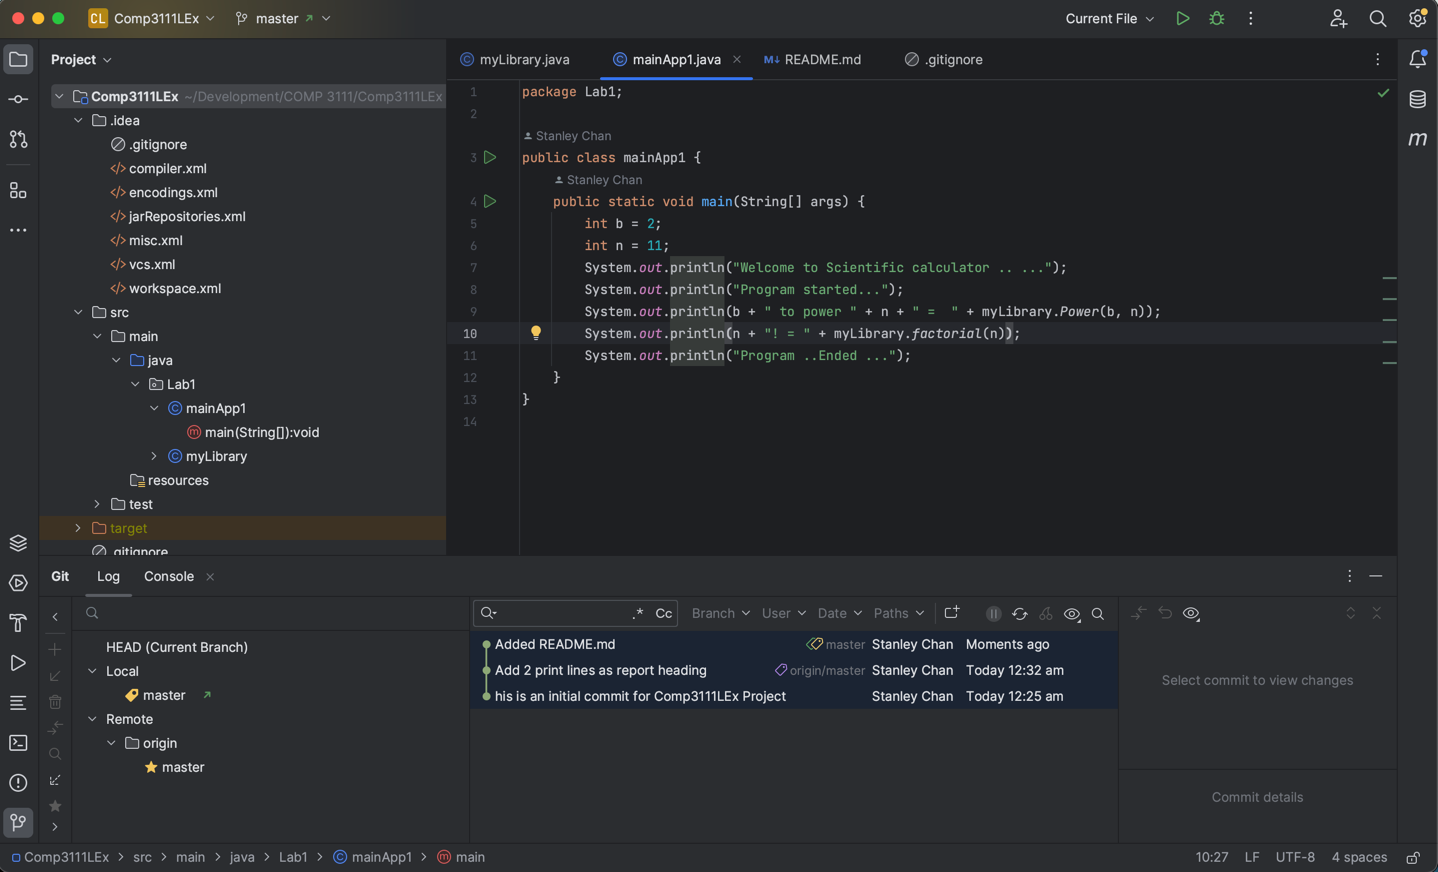 CL Comp3111LEx master Current File
Project
myLibrary.java mainApp1.java M↓ README.md .gitignore
Comp3111LEx ~/Development/COMP 3111/Comp3111LEx
.idea
.gitignore
compiler.xml
encodings.xml
jarRepositories.xml
misc.xml
vcs.xml
workspace.xml
src
main
java
Lab1
mainApp1
main(String[]):void
myLibrary
resources
test
target
.gitignore
1 package Lab1;
2
Stanley Chan
3 public class mainApp1 {
Stanley Chan
4 public static void main(String[] args) {
5 int b = 2;
6 int n = 11;
7 System.out.println("Welcome to Scientific calculator .. ...");
8 System.out.println("Program started...");
9 System.out.println(b + " to power " + n + " =  " + myLibrary.Power(b, n));
10 System.out.println(n + "! = " + myLibrary.factorial(n));
11 System.out.println("Program ..Ended ...");
12 }
13 }
14
m
Git Log Console
HEAD (Current Branch)
Local
master
Remote
origin
master
.* Cc Branch User Date Paths
Added README.md master Stanley Chan Moments ago
Add 2 print lines as report heading origin/master Stanley Chan Today 12:32 am
his is an initial commit for Comp3111LEx Project Stanley Chan Today 12:25 am
Select commit to view changes
Commit details
Comp3111LEx > src > main > java > Lab1 > mainApp1 > main 10:27 LF UTF-8 4 spaces